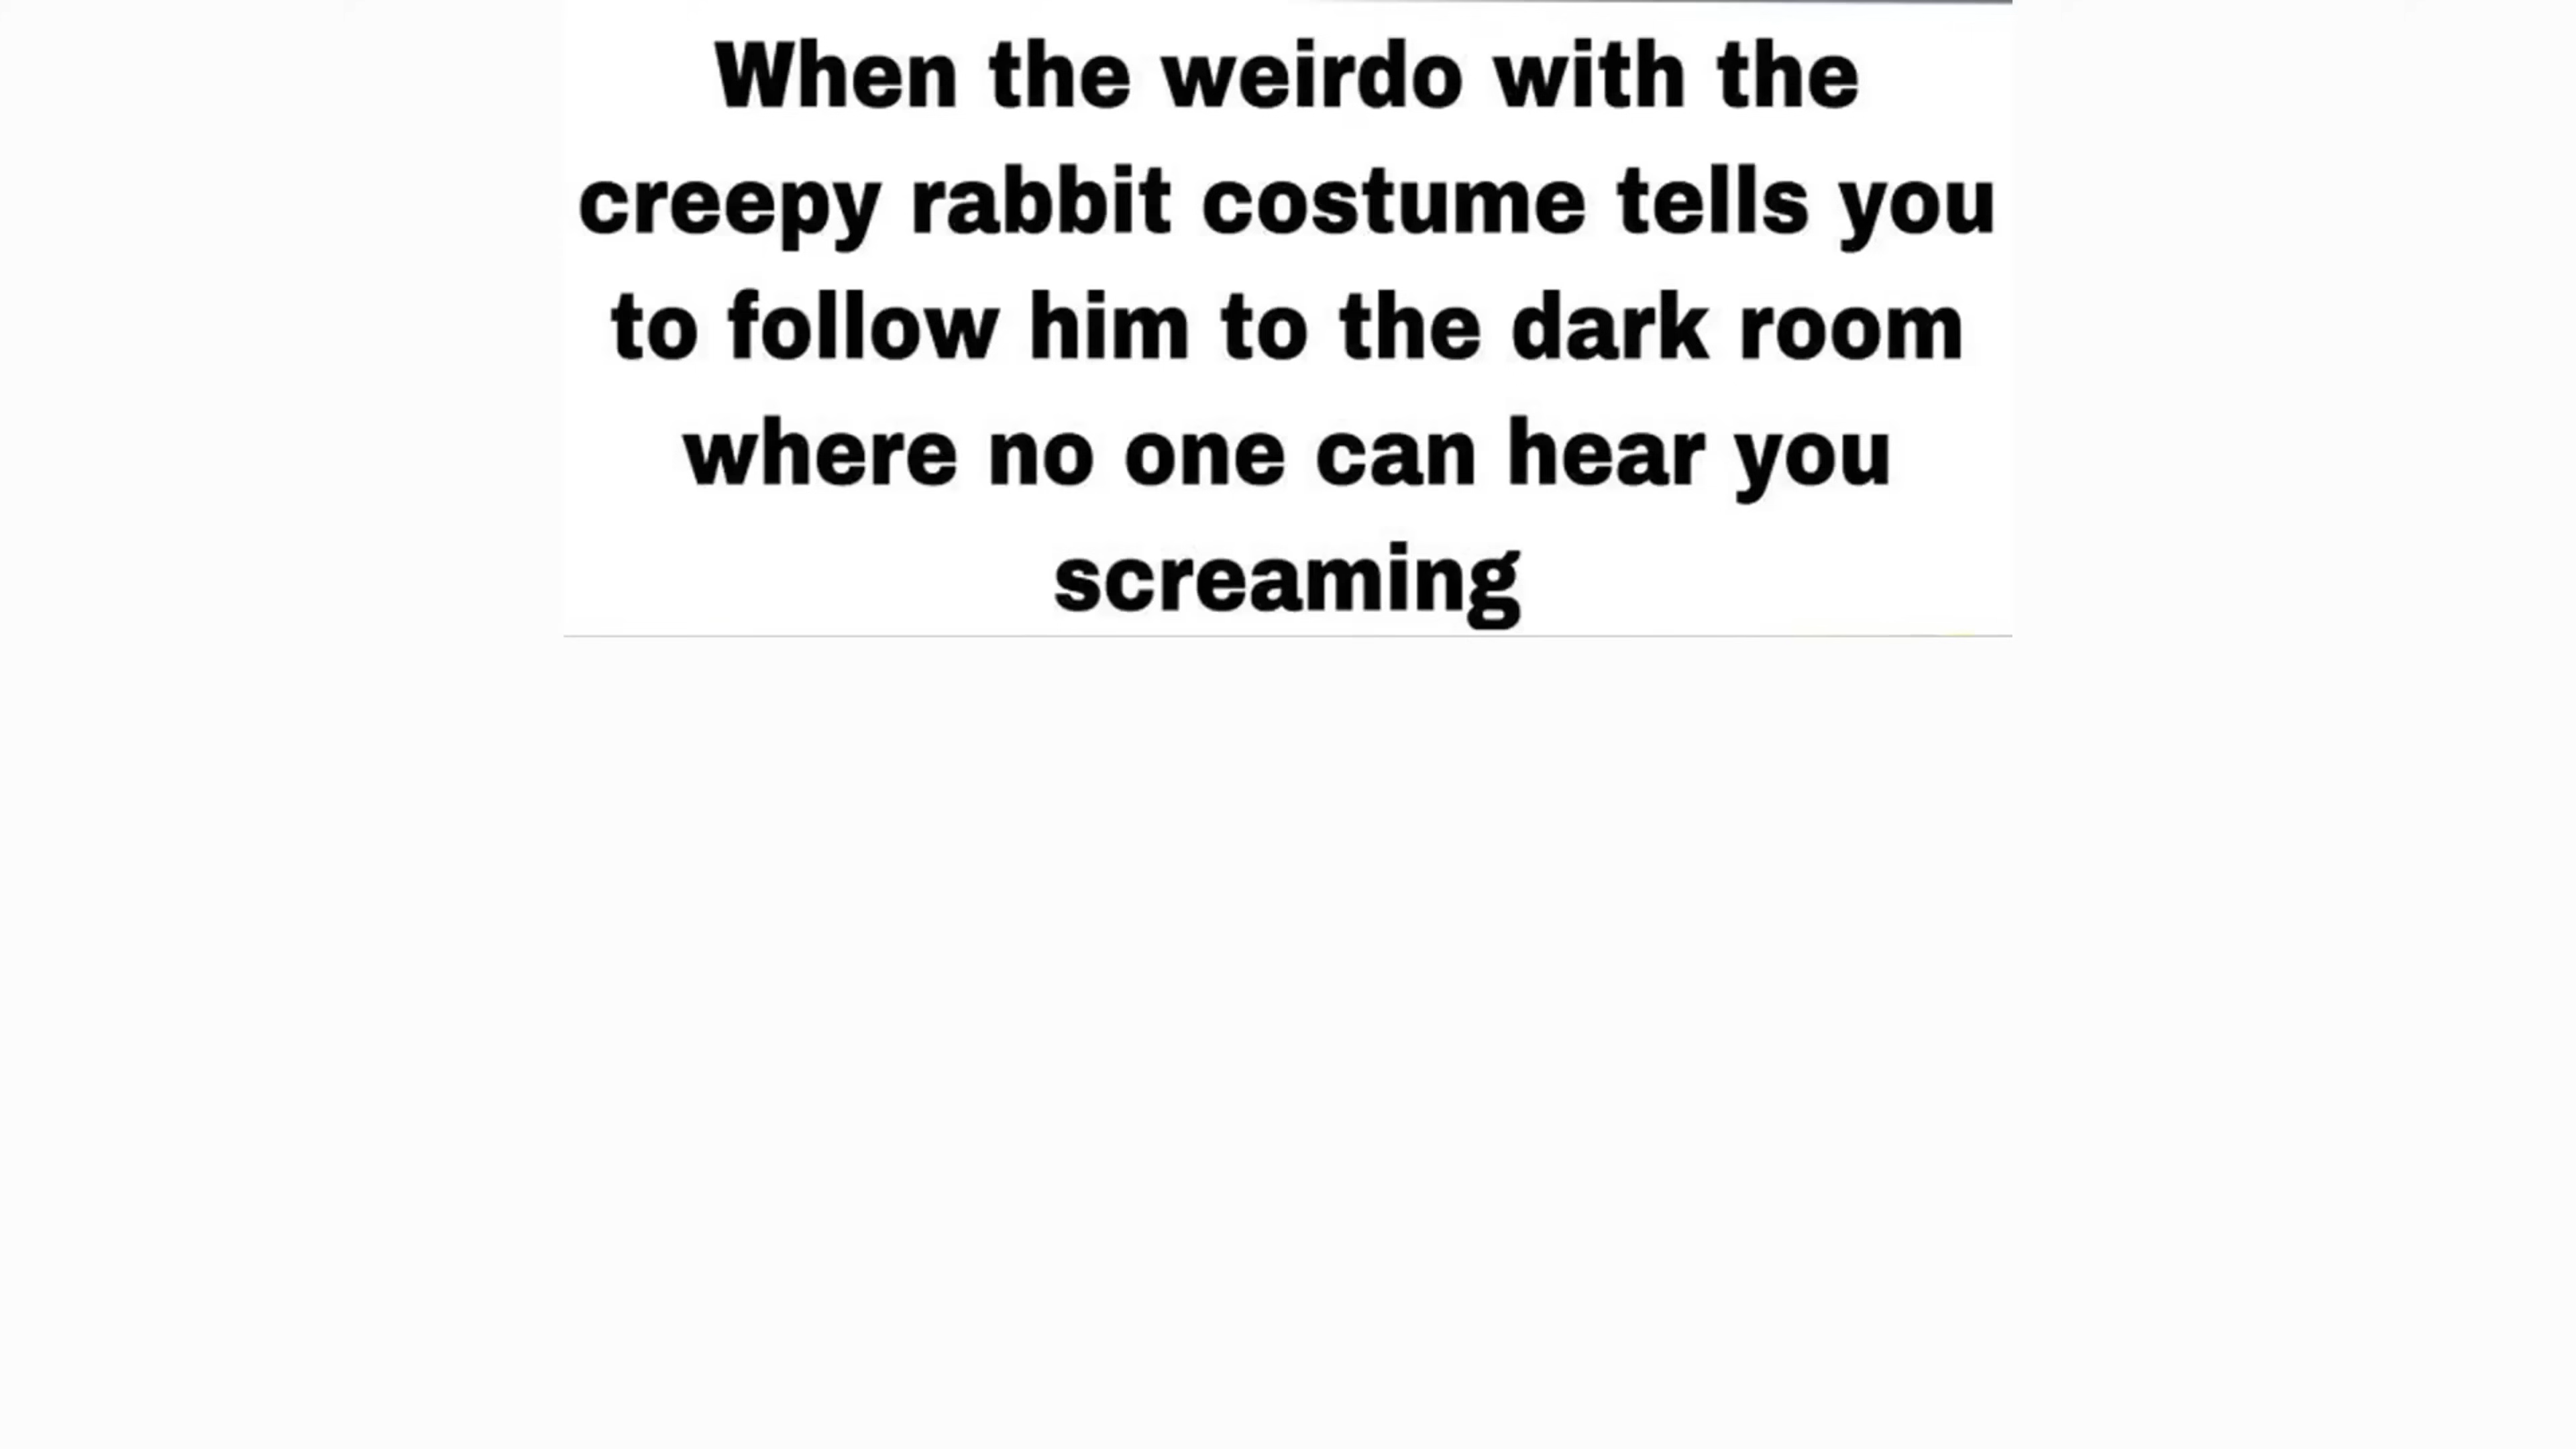 When the weirdo with the
creepy rabbit costume tells you
to follow him to the dark room
where no one can hear you
screaming